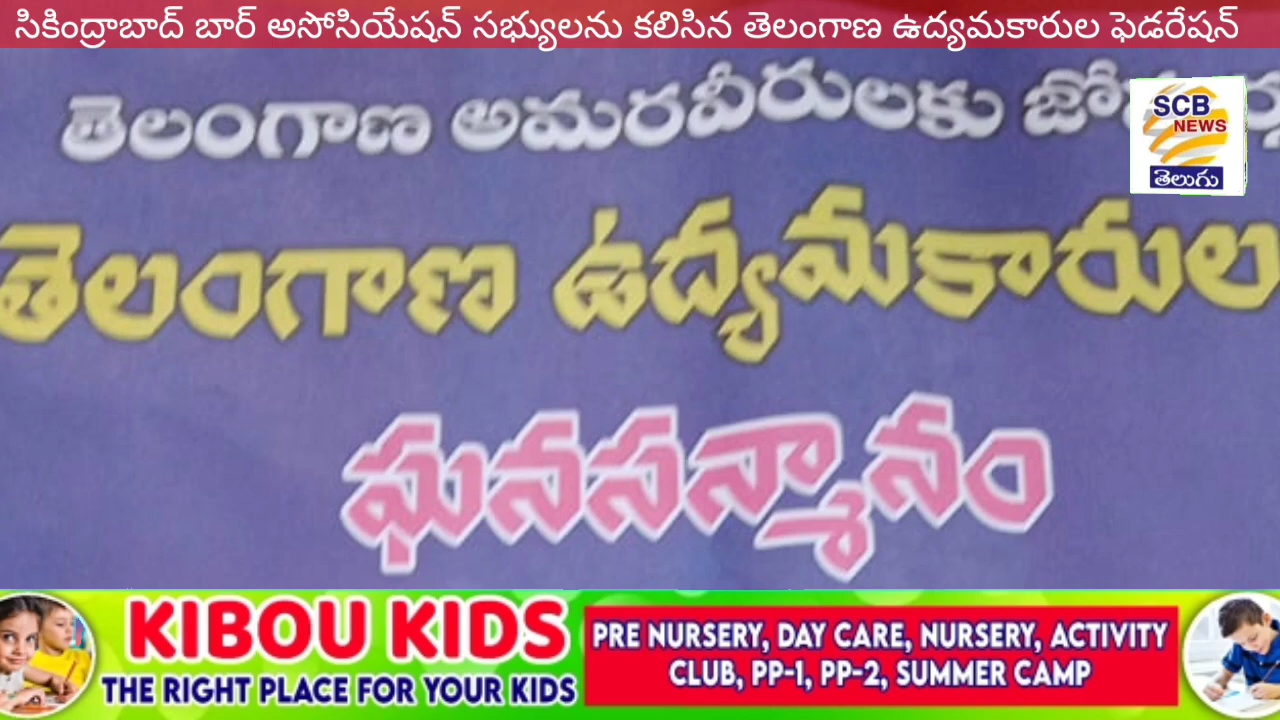 సికింద్రాబాద్ బార్ అసోసియేషన్ సభ్యులను కలిసిన తెలంగాణ ఉద్యమకారుల ఫెడరేషన్
తెలంగాణ అమరవీరులకు
SCB
NEWS
తెలుగు
తెలంగాణ ఉద్యమకారుల
ఘనసన్మానం
KIBOU KIDS
THE RIGHT PLACE FOR YOUR KIDS
PRE NURSERY, DAY CARE, NURSERY, ACTIVITY
CLUB, PP-1, PP-2, SUMMER CAMP